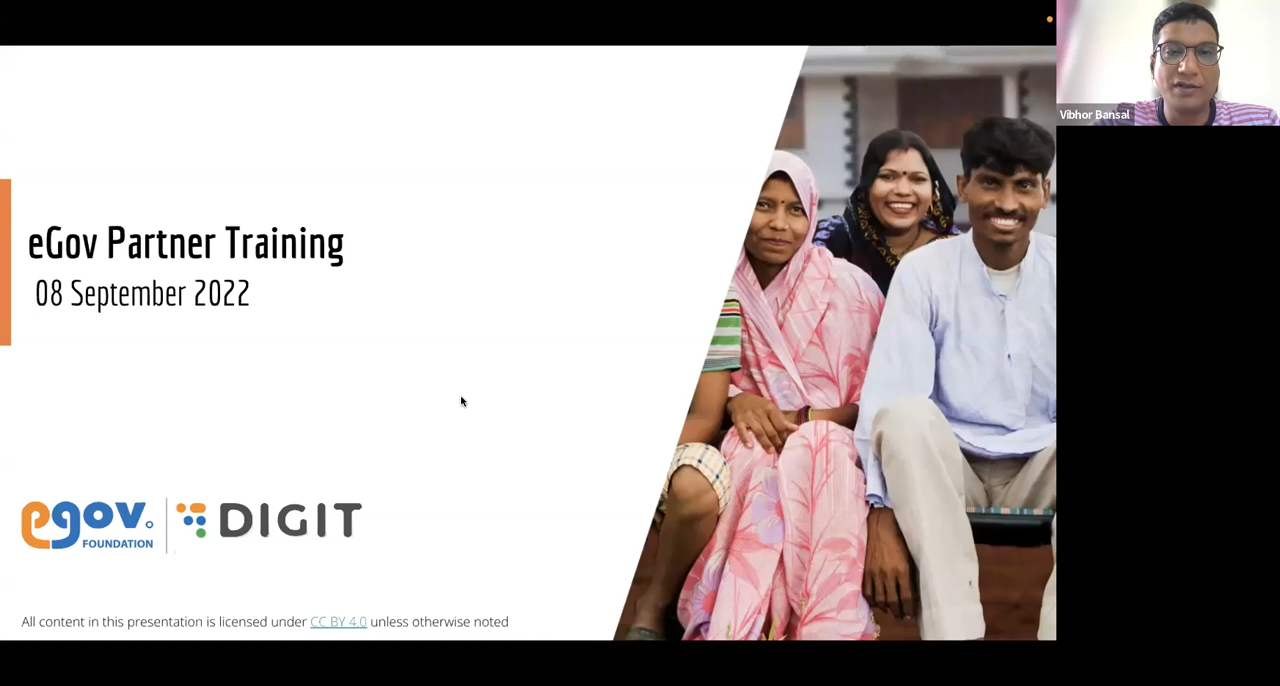 Vibhor Bansal
eGov Partner Training
08 September 2022
egov.
FOUNDATION
DIGIT
All content in this presentation is licensed under CC BY 4.0 unless otherwise noted